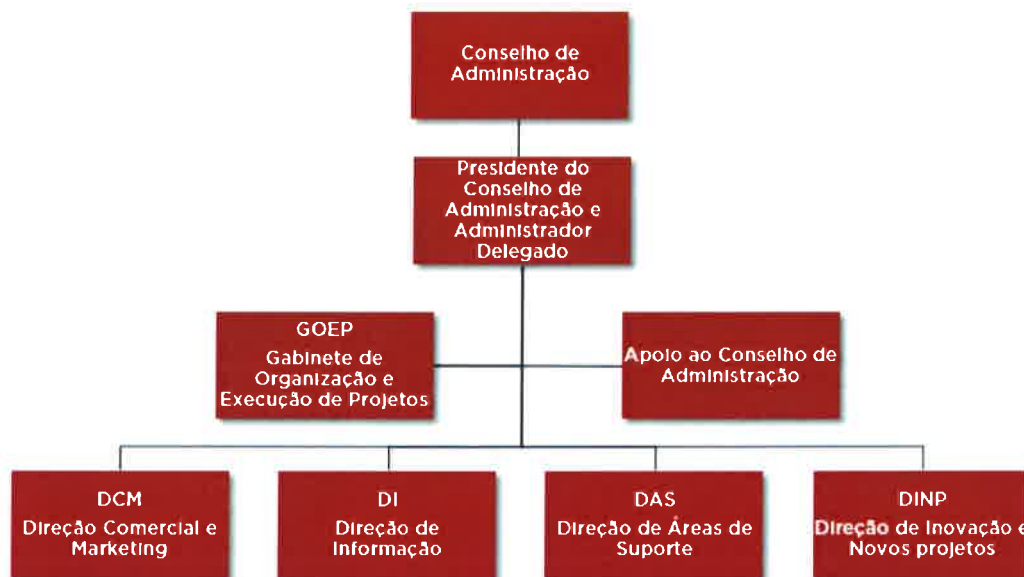 Conselho de
Administração
Presidente do
Conselho de
Administração e
Administrador
Delegado
GOEP
Gabinete de
Organização e
Execução de Projetos
Apoio ao Conselho de
Administração
DCM
Direção Comercial e
Marketing
DI
Direção de
Informação
DAS
Direção de Áreas de
Suporte
DINP
Direção de Inovação e
Novos projetos